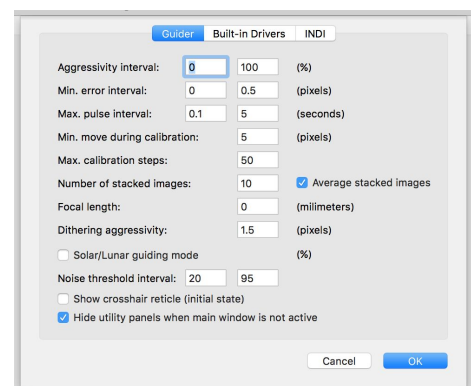 Guider Built-in Drivers INDI
Aggressivity interval: 0 100 (%)
Min. error interval: 0 0.5 (pixels)
Max. pulse interval: 0.1 5 (seconds)
Min. move during calibration: 5 (pixels)
Max. calibration steps: 50
Number of stacked images: 10 Average stacked images
Focal length: 0 (milimeters)
Dithering aggressivity: 1.5 (pixels)
Solar/Lunar guiding mode (%)
Noise threshold interval: 20 95
Show crosshair reticle (initial state)
Hide utility panels when main window is not active
Cancel OK